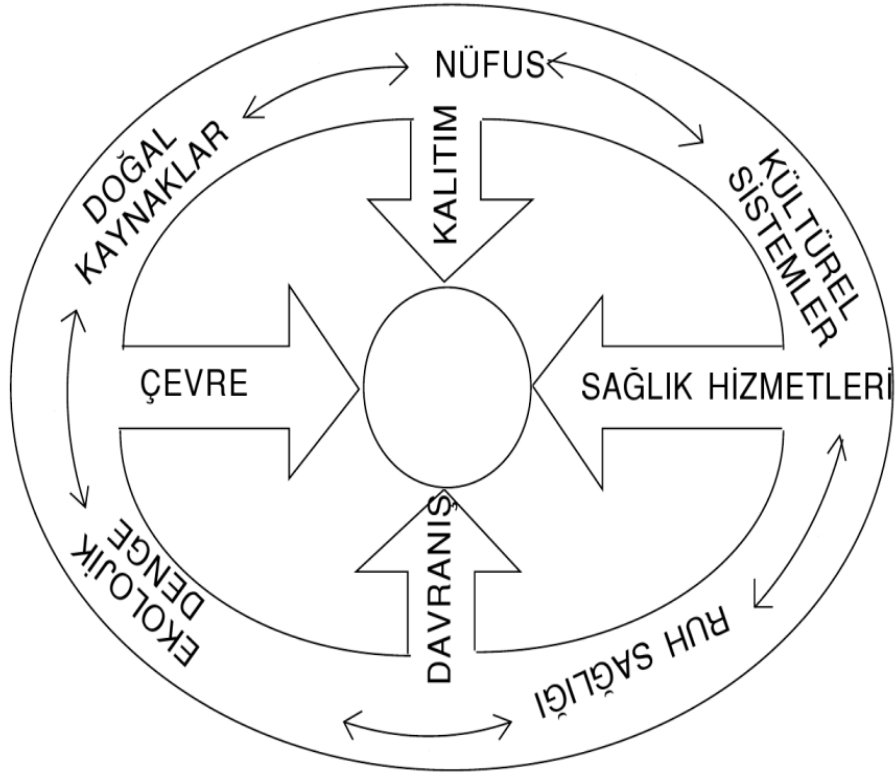 NÜFUS
KALITIM
DOĞAL
KAYNAKLAR
KÜLTÜREL
SİSTEMLER
ÇEVRE
SAĞLIK HİZMETLERİ
DAVRANIŞ
EKOLOJİK
DENGE
RUH SAĞLIĞI